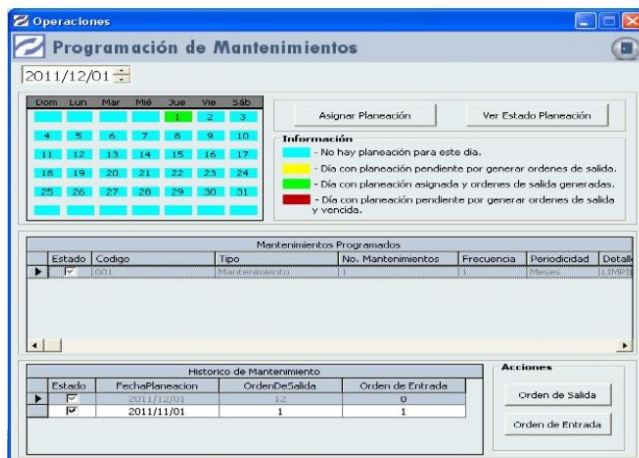 Operaciones
Programación de Mantenimientos
2011/12/01
Dom Lun Mar Mié Jue Vie Sáb
1 2 3
4 5 6 7 8 9 10
11 12 13 14 15 16 17
18 19 20 21 22 23 24
25 26 27 28 29 30 31
Asignar Planeación
Ver Estado Planeación
Información
- No hay planeación para este día.
- Día con planeación pendiente por generar ordenes de salida.
- Día con planeación asignada y ordenes de salida generadas.
- Día con planeación pendiente por generar ordenes de salida
y vencida.
Mantenimientos Programados
Estado Codigo Tipo No. Mantenimientos Frecuencia Periodicidad Detall
001 Mantenimiento 1 1 Meses LIMPI
Historico de Mantenimiento
Estado FechaPlaneacion OrdenDeSalida Orden de Entrada
2011/12/01 12 0
2011/11/01 1 1
Acciones
Orden de Salida
Orden de Entrada